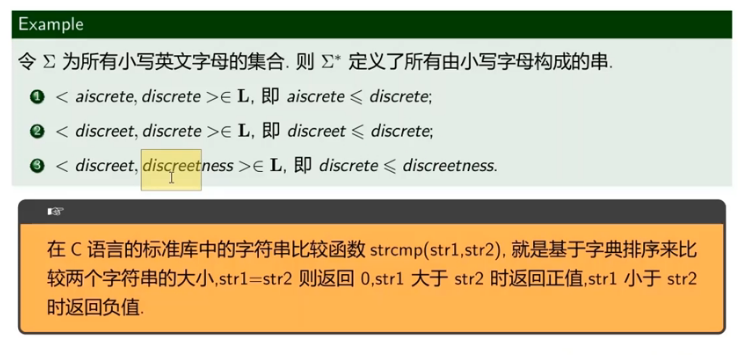 Example
令 Σ 为所有小写英文字母的集合. 则 Σ* 定义了所有由小写字母构成的串.
1 < aiscrete, discrete >∈ L, 即 aiscrete ⩽ discrete;
2 < discreet, discrete >∈ L, 即 discreet ⩽ discrete;
3 < discreet, discreetness >∈ L, 即 discrete ⩽ discreetness.
☞
在 C 语言的标准库中的字符串比较函数 strcmp(str1,str2), 就是基于字典排序来比
较两个字符串的大小,str1=str2 则返回 0,str1 大于 str2 时返回正值,str1 小于 str2
时返回负值.